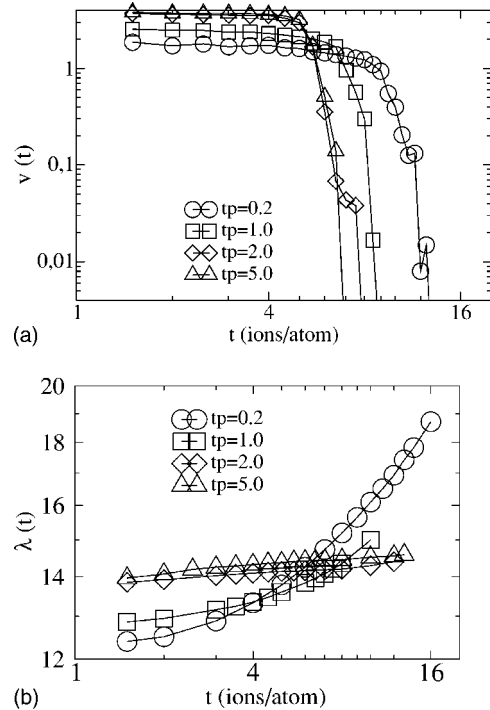 1
0.1
0,01
v (t)
tp=0.2
tp=1.0
tp=2.0
tp=5.0
1
4
16
(a)
t (ions/atom)
20
18
16
15
14
13
12
λ (t)
tp=0.2
tp=1.0
tp=2.0
tp=5.0
1
4
16
(b)
t (ions/atom)